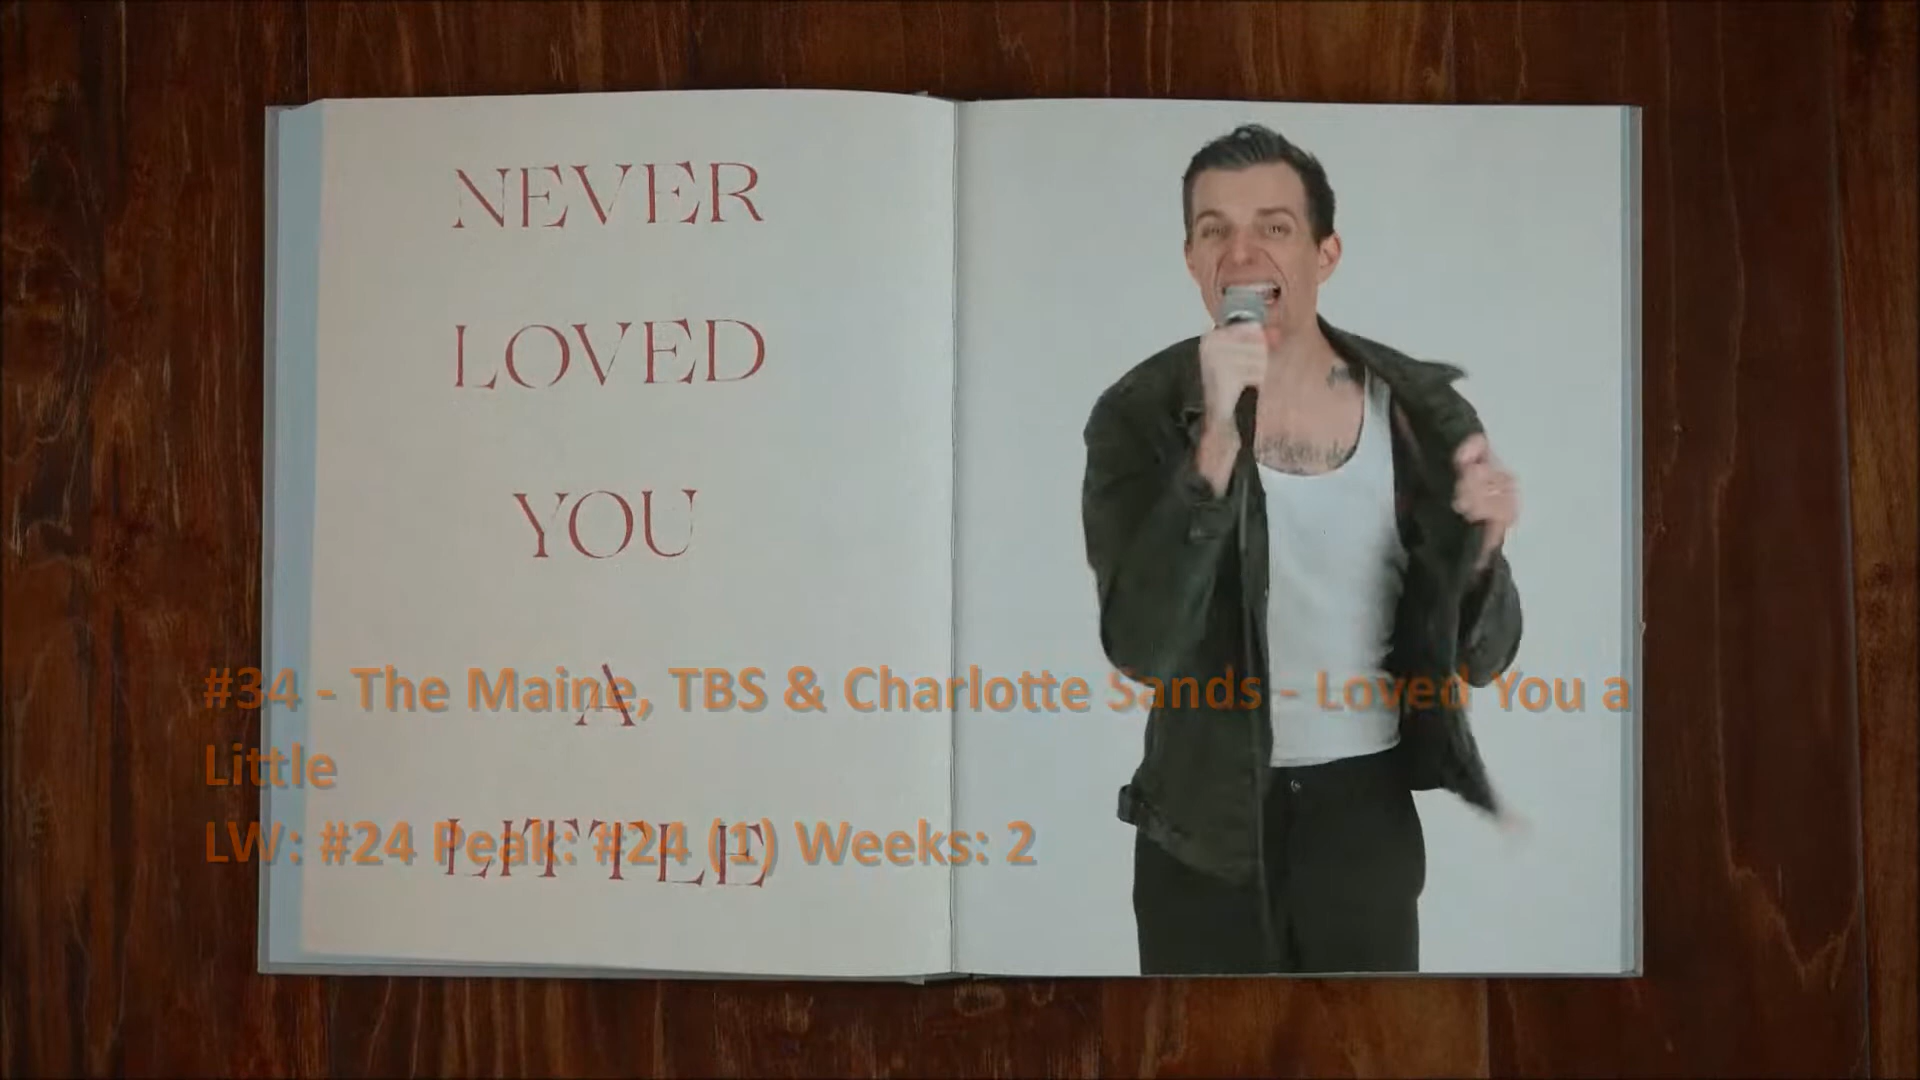 NEVER
LOVED
YOU
A
LITTLE
#34 - The Maine, TBS & Charlotte Sands - Loved You a
Little
LW: #24 Peak: #24 (1) Weeks: 2